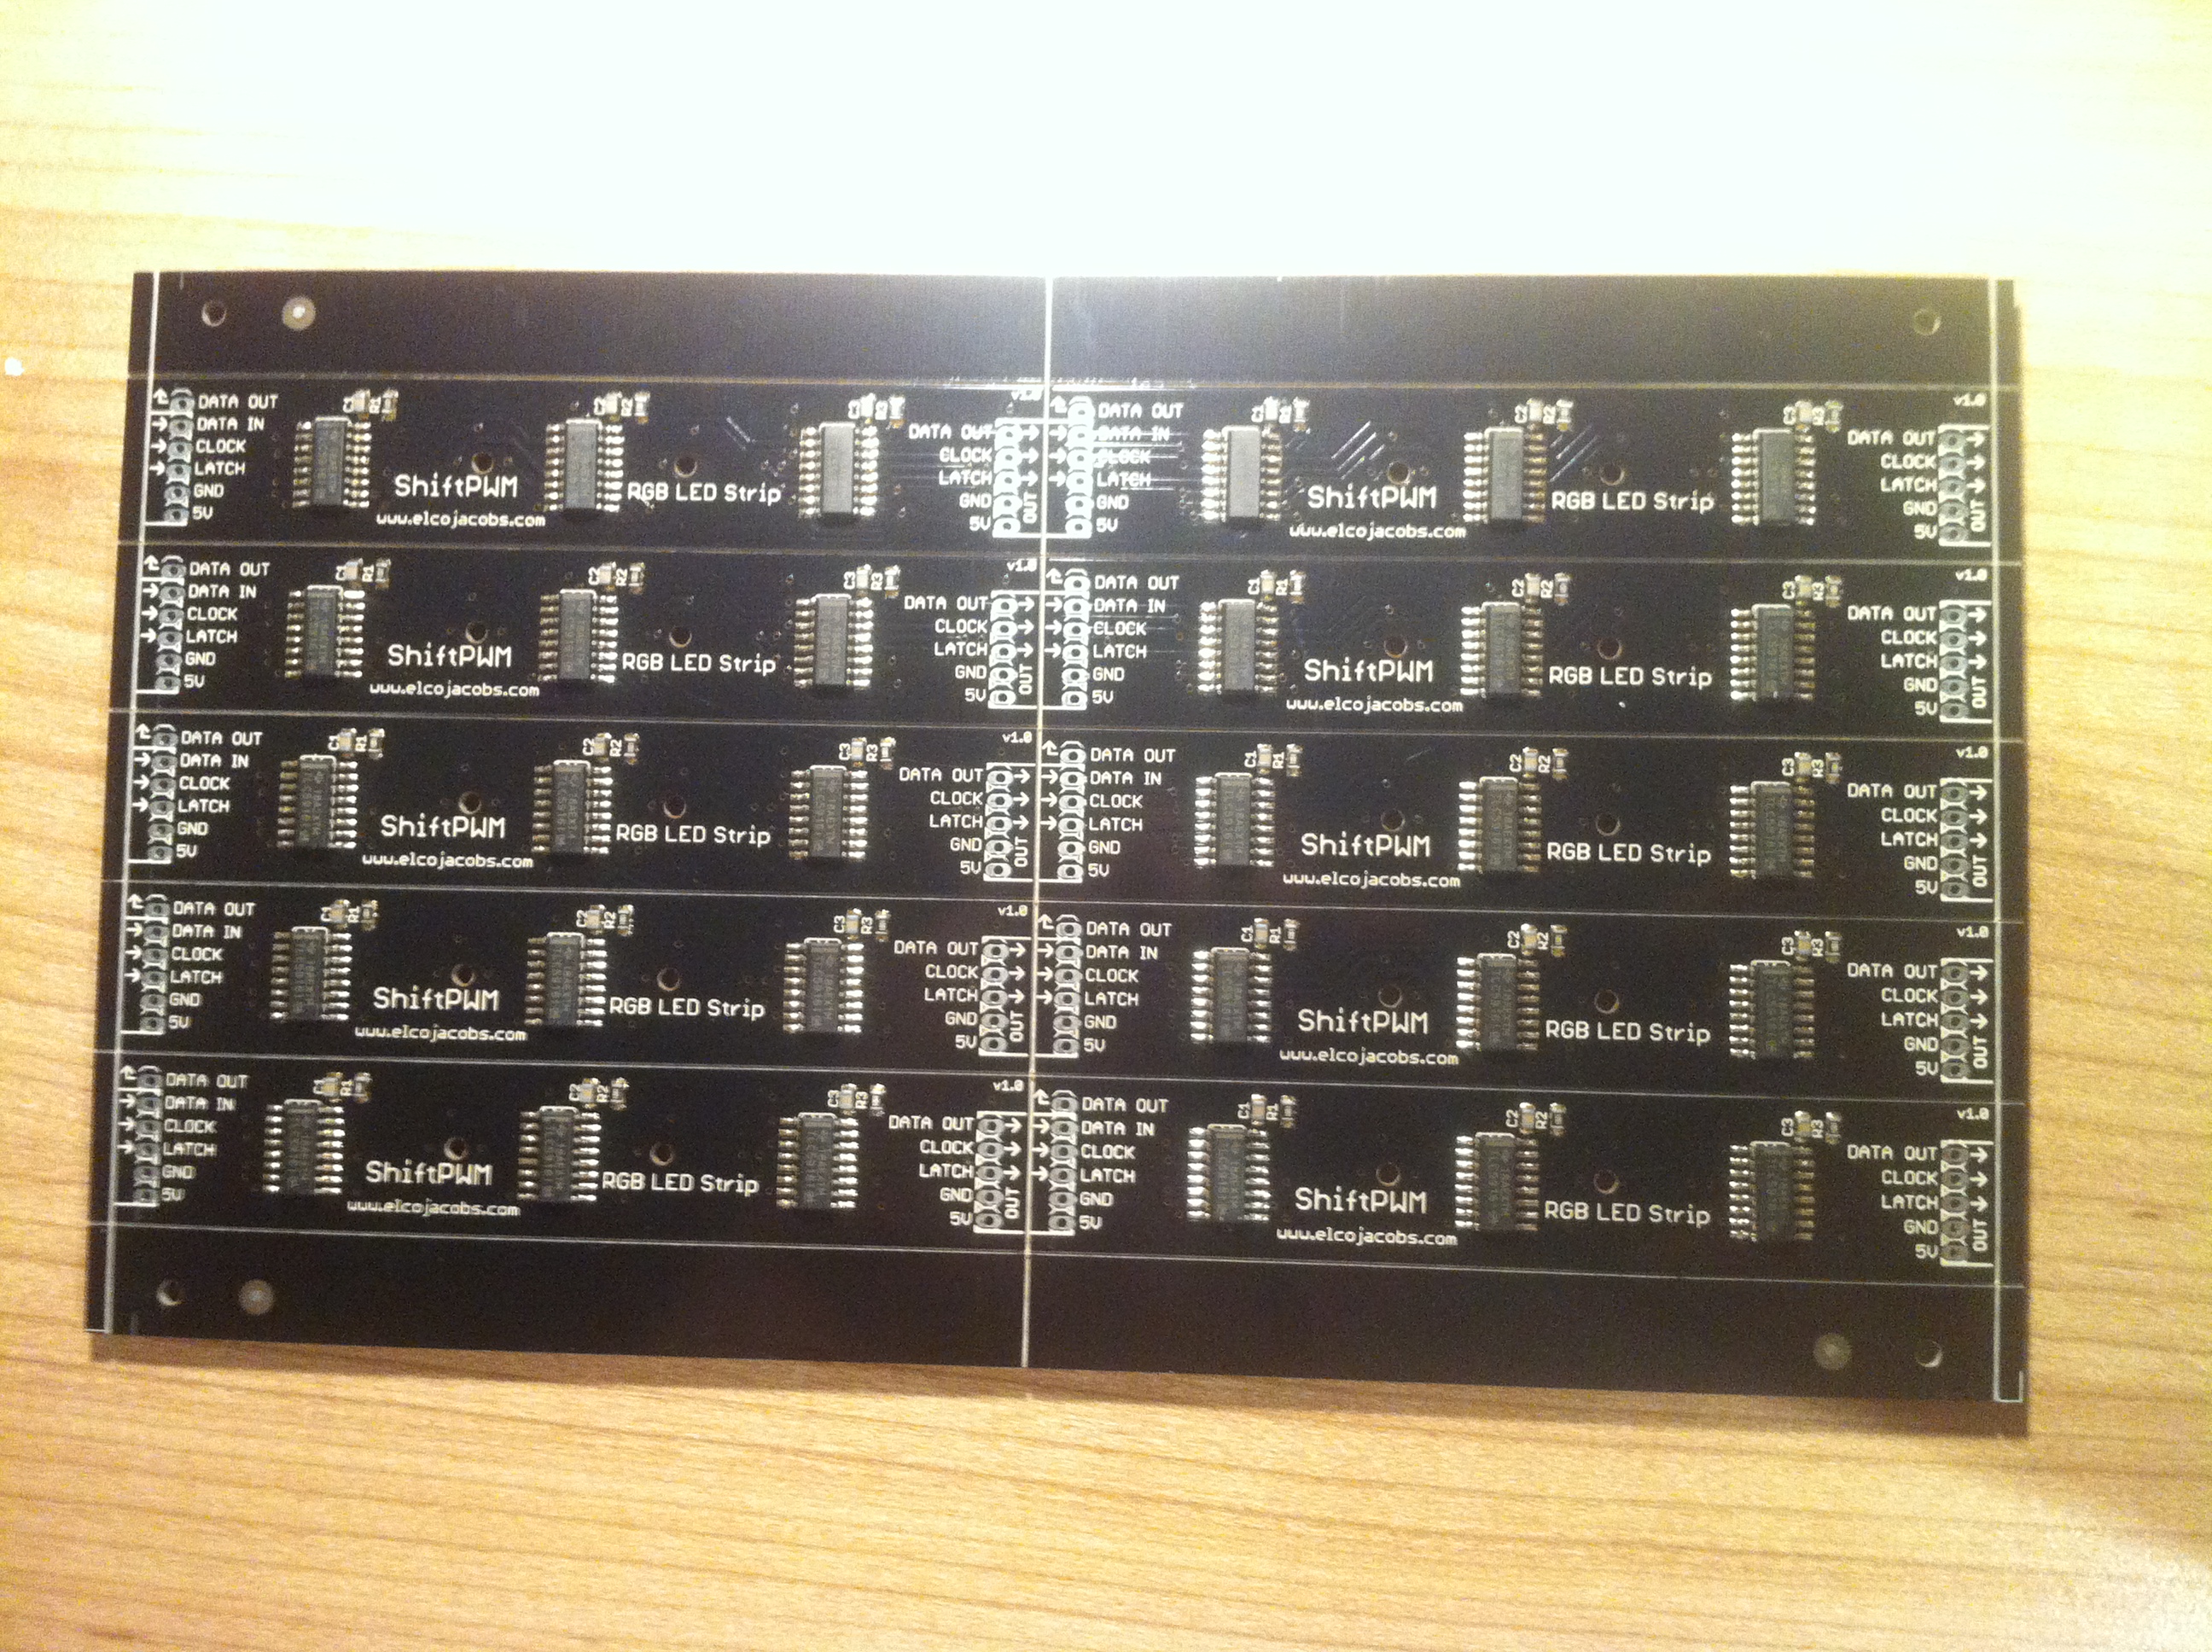 DATA OUT
DATA IN
CLOCK
LATCH
GND
5V
C1 R1
ShiftPWM
www.elcojacobs.com
C2 R2
RGB LED Strip
v1.0
DATA OUT
CLOCK
LATCH
GND
5V
OUT
DATA OUT
DATA IN
CLOCK
LATCH
GND
5V
C1 R1
ShiftPWM
www.elcojacobs.com
C2 R2
RGB LED Strip
C3 R3
v1.0
DATA OUT
CLOCK
LATCH
GND
5V
OUT
DATA OUT
DATA IN
CLOCK
LATCH
GND
5V
C1 R1
ShiftPWM
www.elcojacobs.com
C2 R2
RGB LED Strip
C3 R3
v1.0
DATA OUT
CLOCK
LATCH
GND
5V
OUT
DATA OUT
DATA IN
CLOCK
LATCH
GND
5V
C1 R1
ShiftPWM
www.elcojacobs.com
C2 R2
RGB LED Strip
C3 R3
v1.0
DATA OUT
CLOCK
LATCH
GND
5V
OUT
DATA OUT
DATA IN
CLOCK
LATCH
GND
5V
C1 R1
ShiftPWM
www.elcojacobs.com
C2 R2
RGB LED Strip
C3 R3
v1.0
DATA OUT
CLOCK
LATCH
GND
5V
OUT
DATA OUT
DATA IN
CLOCK
LATCH
GND
5V
C1 R1
ShiftPWM
www.elcojacobs.com
C2 R2
RGB LED Strip
C3 R3
v1.0
DATA OUT
CLOCK
LATCH
GND
5V
OUT
DATA OUT
DATA IN
CLOCK
LATCH
GND
5V
C1 R1
ShiftPWM
www.elcojacobs.com
C2 R2
RGB LED Strip
C3 R3
v1.0
DATA OUT
CLOCK
LATCH
GND
5V
OUT
DATA OUT
DATA IN
CLOCK
LATCH
GND
5V
C1 R1
ShiftPWM
www.elcojacobs.com
C2 R2
RGB LED Strip
C3 R3
v1.0
DATA OUT
CLOCK
LATCH
GND
5V
OUT
DATA OUT
DATA IN
CLOCK
LATCH
GND
5V
C1 R1
ShiftPWM
www.elcojacobs.com
C2 R2
RGB LED Strip
C3 R3
v1.0
DATA OUT
CLOCK
LATCH
GND
5V
OUT
DATA OUT
DATA IN
CLOCK
LATCH
GND
5V
C1 R1
ShiftPWM
www.elcojacobs.com
C2 R2
RGB LED Strip
C3 R3
v1.0
DATA OUT
CLOCK
LATCH
GND
5V
OUT